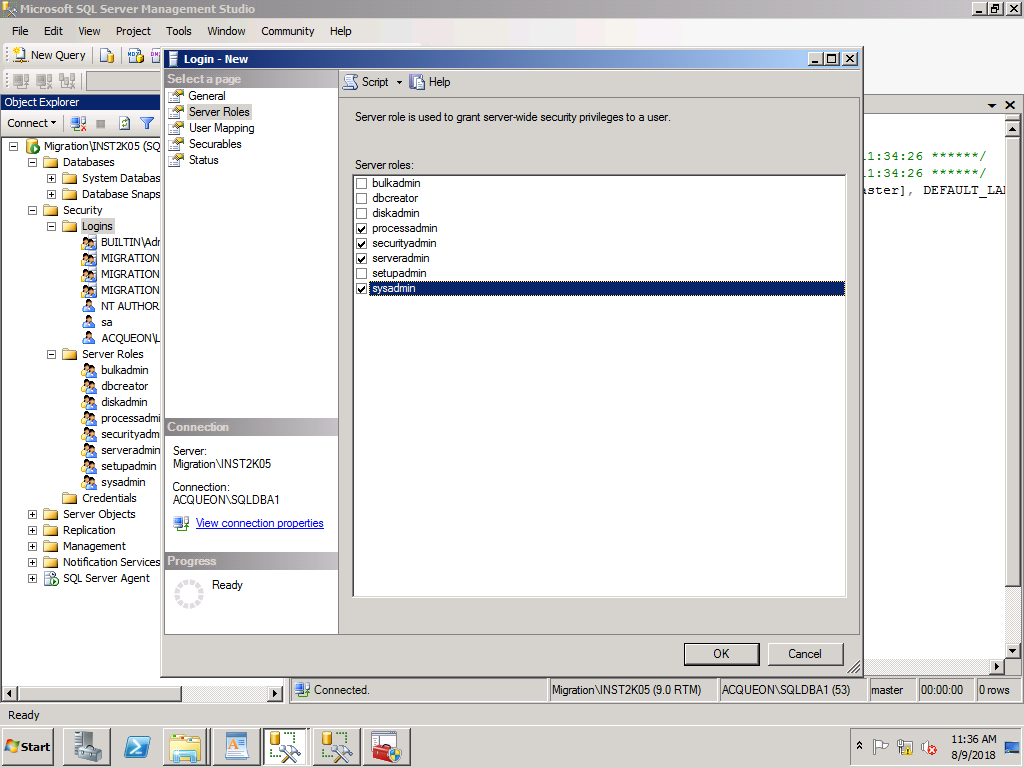 Microsoft SQL Server Management Studio
File Edit View Project Tools Window Community Help
New Query
Object Explorer
Connect
Migration\INST2K05 (SQ
Databases
System Databas
Database Snaps
Security
Logins
BUILTIN\Adr
MIGRATION
MIGRATION
MIGRATION
NT AUTHOR
sa
ACQUEON\L
Server Roles
bulkadmin
dbcreator
diskadmin
processadmi
securityadm
serveradmin
setupadmin
sysadmin
Credentials
Server Objects
Replication
Management
Notification Services
SQL Server Agent
Login - New
Select a page
General
Server Roles
User Mapping
Securables
Status
Connection
Server:
Migration\INST2K05
Connection:
ACQUEON\SQLDBA1
View connection properties
Progress
Ready
Script Help
Server role is used to grant server-wide security privileges to a user.
Server roles:
bulkadmin
dbcreator
diskadmin
processadmin
securityadmin
serveradmin
setupadmin
sysadmin
OK Cancel
11:34:26 ******/
11:34:26 ******/
aster], DEFAULT_LAN
Connected. Migration\INST2K05 (9.0 RTM) ACQUEON\SQLDBA1 (53) master 00:00:00 0 rows
Ready
Start
11:36 AM
8/9/2018